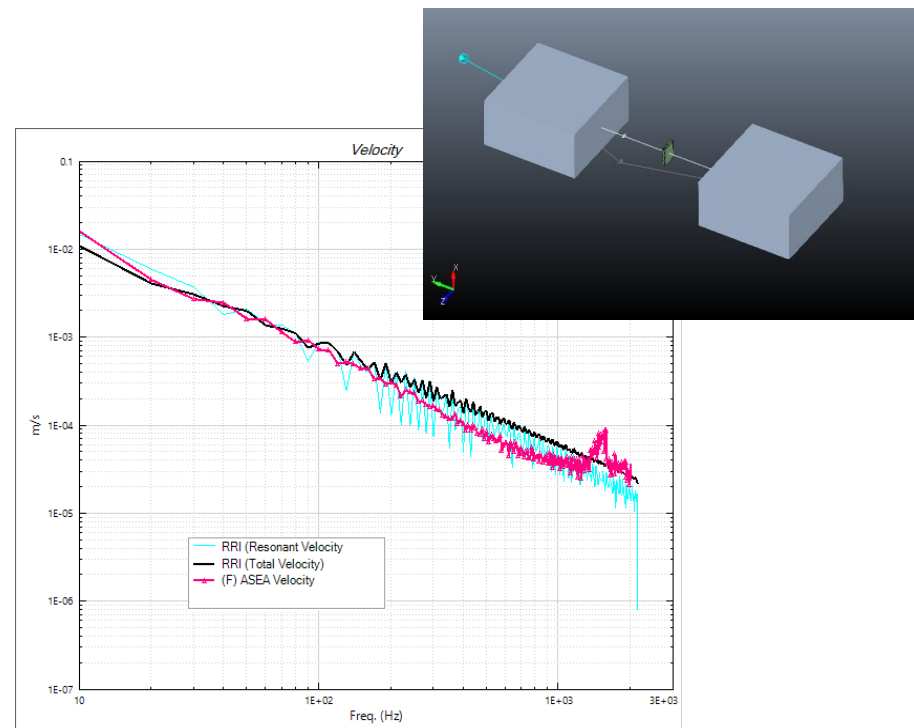 Velocity
0.1
1E-02
1E-03
1E-04
1E-05
1E-06
1E-07
m/s
10
1E+02
1E+03
3E+03
Freq. (Hz)
RRI (Resonant Velocity
RRI (Total Velocity)
(F) ASEA Velocity
X
Y
Z